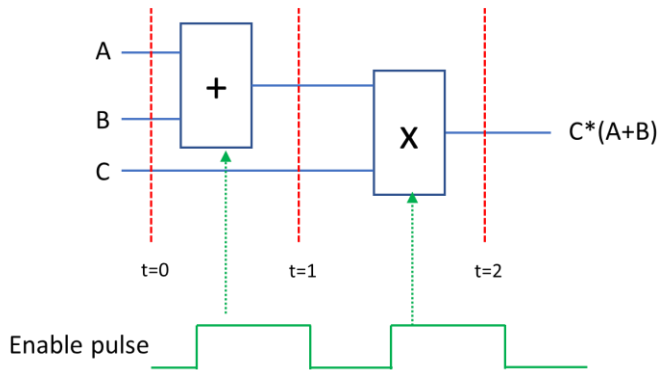 A
+
B
X
C*(A+B)
C
t=0
t=1
t=2
Enable pulse